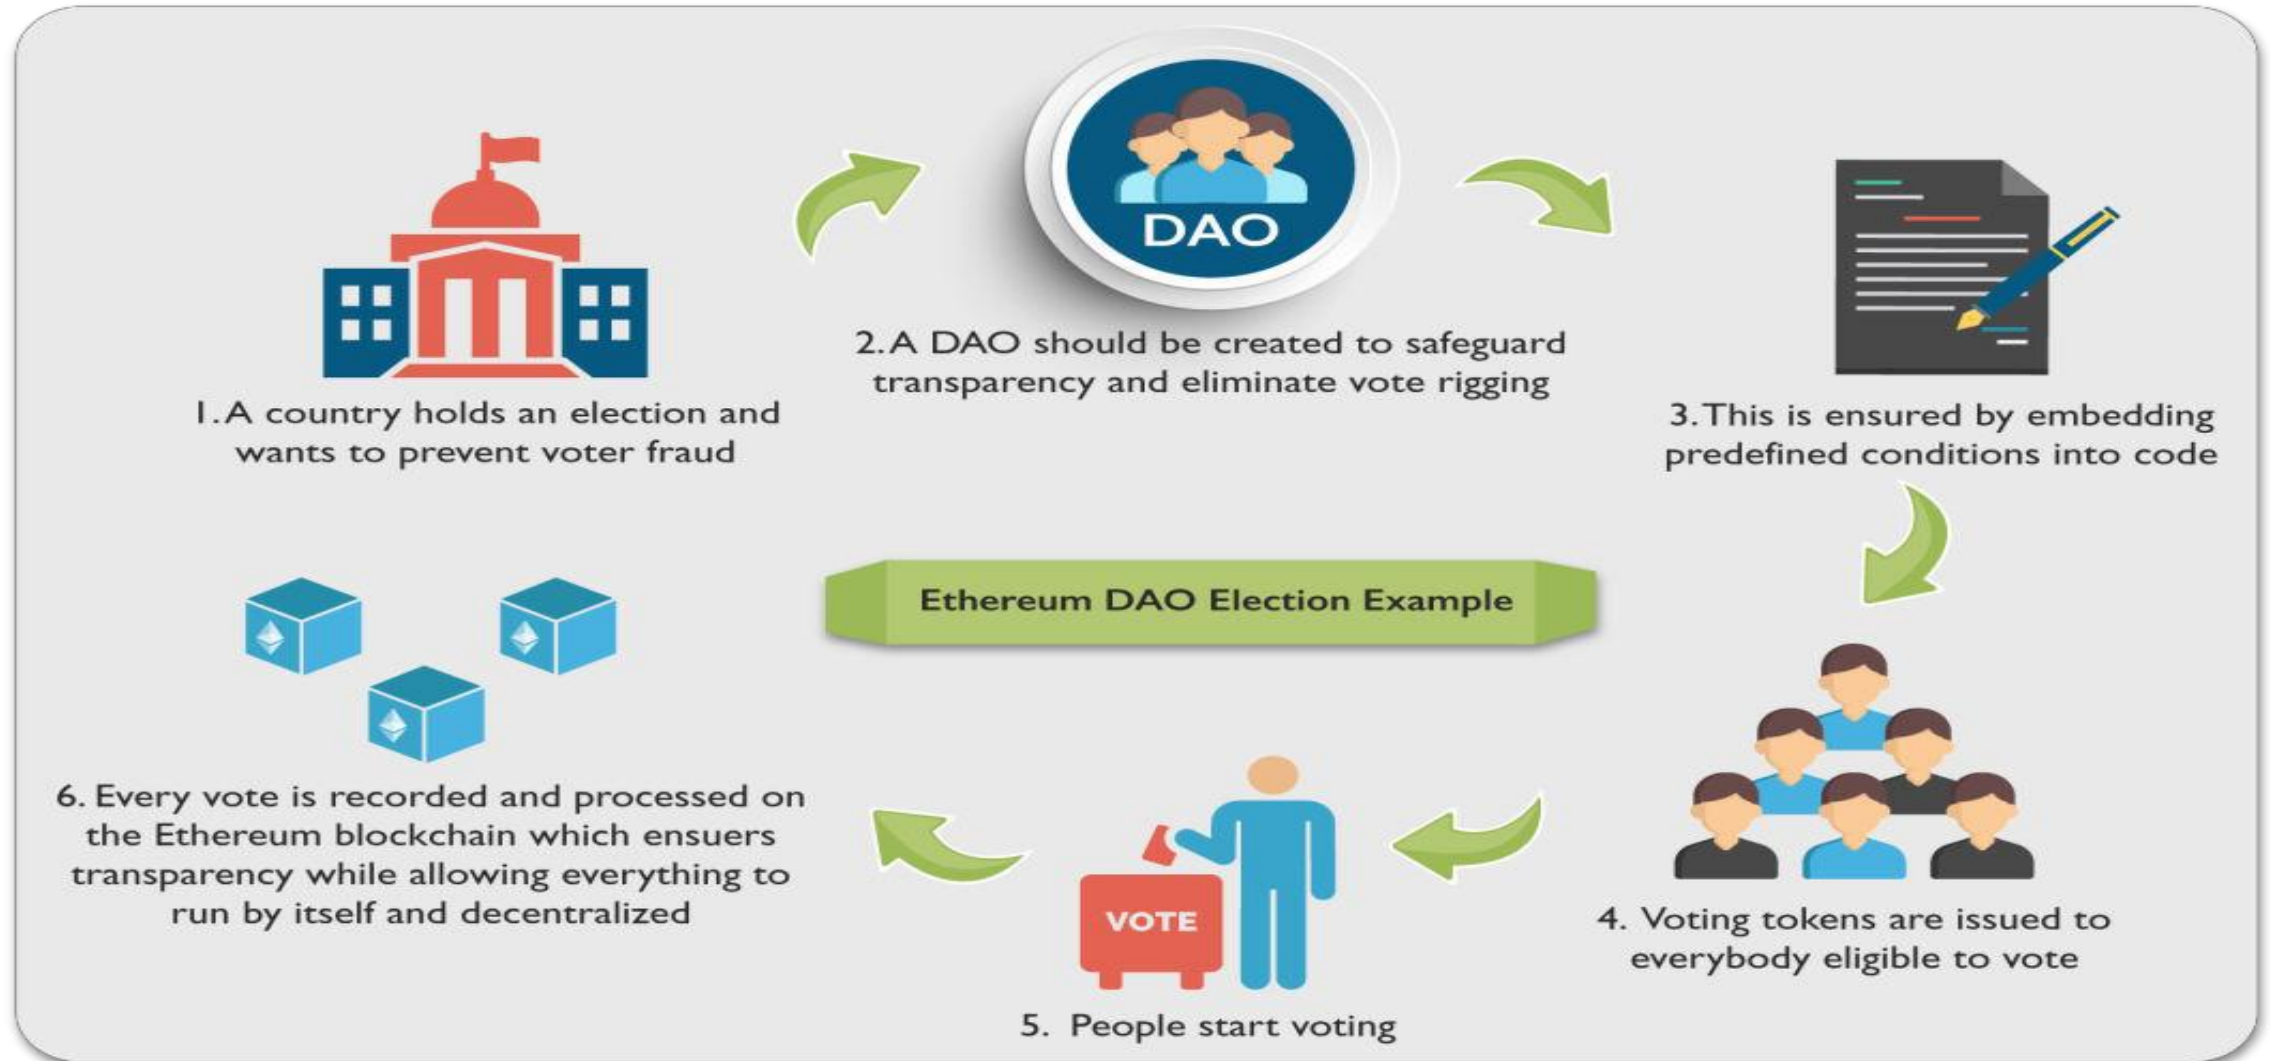 DAO
1. A country holds an election and
wants to prevent voter fraud
2. A DAO should be created to safeguard
transparency and eliminate vote rigging
3. This is ensured by embedding
predefined conditions into code
Ethereum DAO Election Example
4. Voting tokens are issued to
everybody eligible to vote
VOTE
5. People start voting
6. Every vote is recorded and processed on
the Ethereum blockchain which ensuers
transparency while allowing everything to
run by itself and decentralized